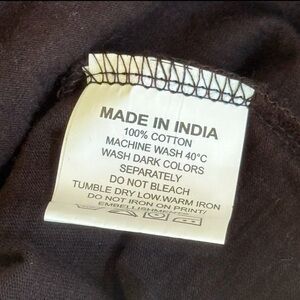 MADE IN INDIA
100% COTTON
MACHINE WASH 40°C
WASH DARK COLORS
SEPARATELY
DO NOT BLEACH
TUMBLE DRY LOW.WARM IRON
DO NOT IRON ON PRINT/
EMBELLISHMENT